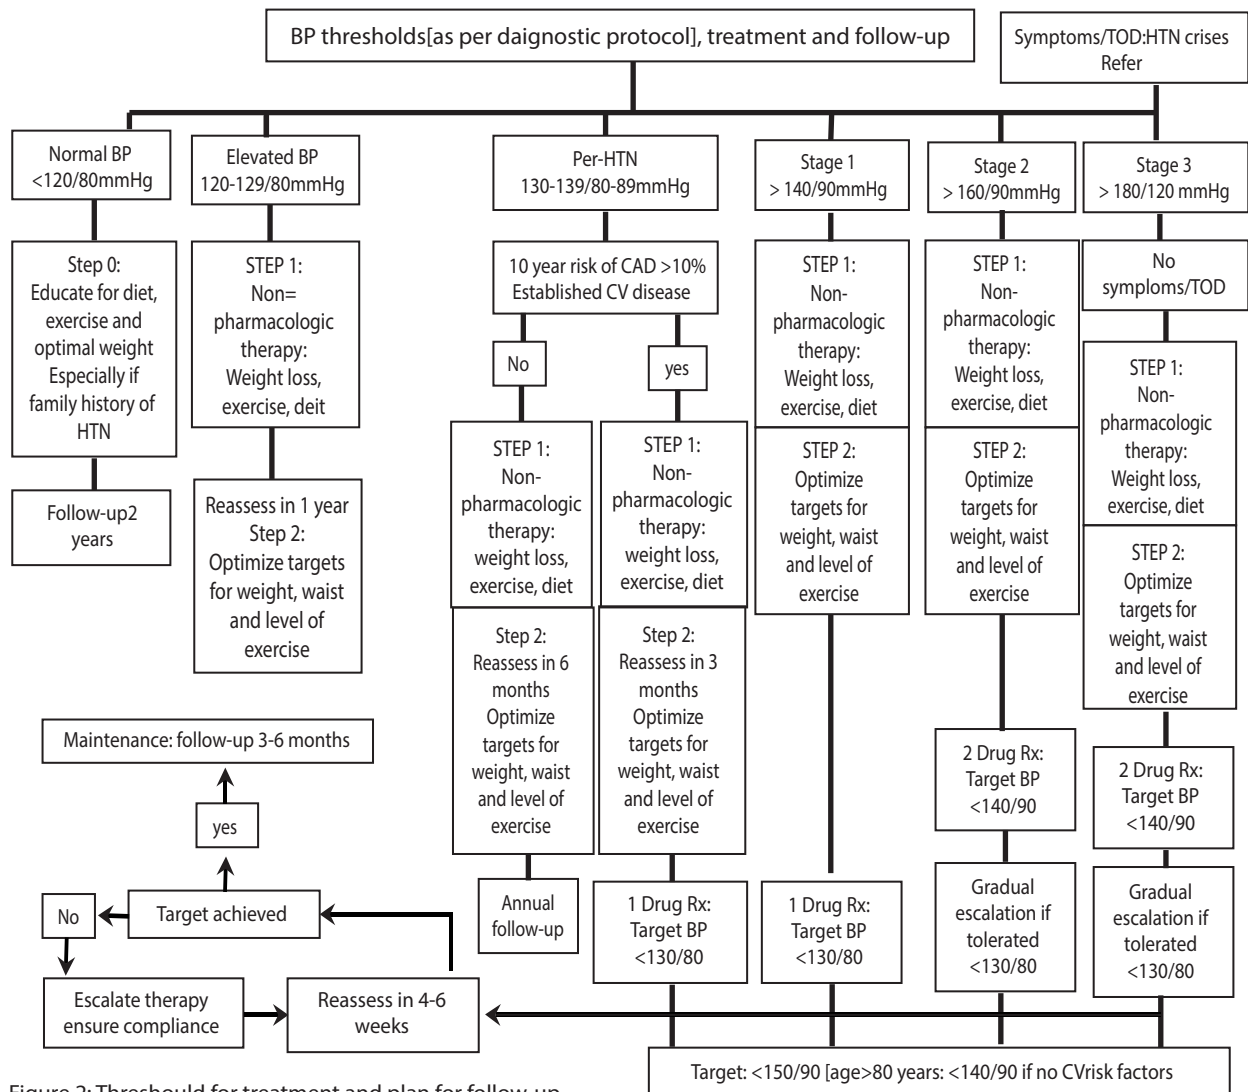 BP thresholds[as per daignostic protocol], treatment and follow-up
Symptoms/TOD:HTN crises
Refer
Normal BP
<120/80mmHg
Elevated BP
120-129/80mmHg
Per-HTN
130-139/80-89mmHg
Stage 1
> 140/90mmHg
Stage 2
> 160/90mmHg
Stage 3
> 180/120 mmHg
Step 0:
Educate for diet,
exercise and
optimal weight
Especially if
family history of
HTN
Follow-up2
years
STEP 1:
Non=
pharmacologic
therapy:
Weight loss,
exercise, deit
Reassess in 1 year
Step 2:
Optimize targets
for weight, waist
and level of
exercise
10 year risk of CAD >10%
Established CV disease
No
yes
STEP 1:
Non-
pharmacologic
therapy:
weight loss,
exercise, diet
Step 2:
Reassess in 6
months
Optimize
targets for
weight, waist
and level of
exercise
Annual
follow-up
STEP 1:
Non-
pharmacologic
therapy:
weight loss,
exercise, diet
Step 2:
Reassess in 3
months
Optimize
targets for
weight, waist
and level of
exercise
1 Drug Rx:
Target BP
<130/80
STEP 1:
Non-
pharmacologic
therapy:
Weight loss,
exercise, diet
STEP 2:
Optimize
targets for
weight, waist
and level of
exercise
1 Drug Rx:
Target BP
<130/80
STEP 1:
Non-
pharmacologic
therapy:
Weight loss,
exercise, diet
STEP 2:
Optimize
targets for
weight, waist
and level of
exercise
2 Drug Rx:
Target BP
<140/90
Gradual
escalation if
tolerated
<130/80
No
symploms/TOD
STEP 1:
Non-
pharmacologic
therapy:
Weight loss,
exercise, diet
STEP 2:
Optimize
targets for
weight, waist
and level of
exercise
2 Drug Rx:
Target BP
<140/90
Gradual
escalation if
tolerated
<130/80
Maintenance: follow-up 3-6 months
yes
No
Target achieved
Escalate therapy
ensure compliance
Reassess in 4-6
weeks
Target: <150/90 [age>80 years: <140/90 if no CVrisk factors
Figure 2: Threshould for treatment and plan for follow-up